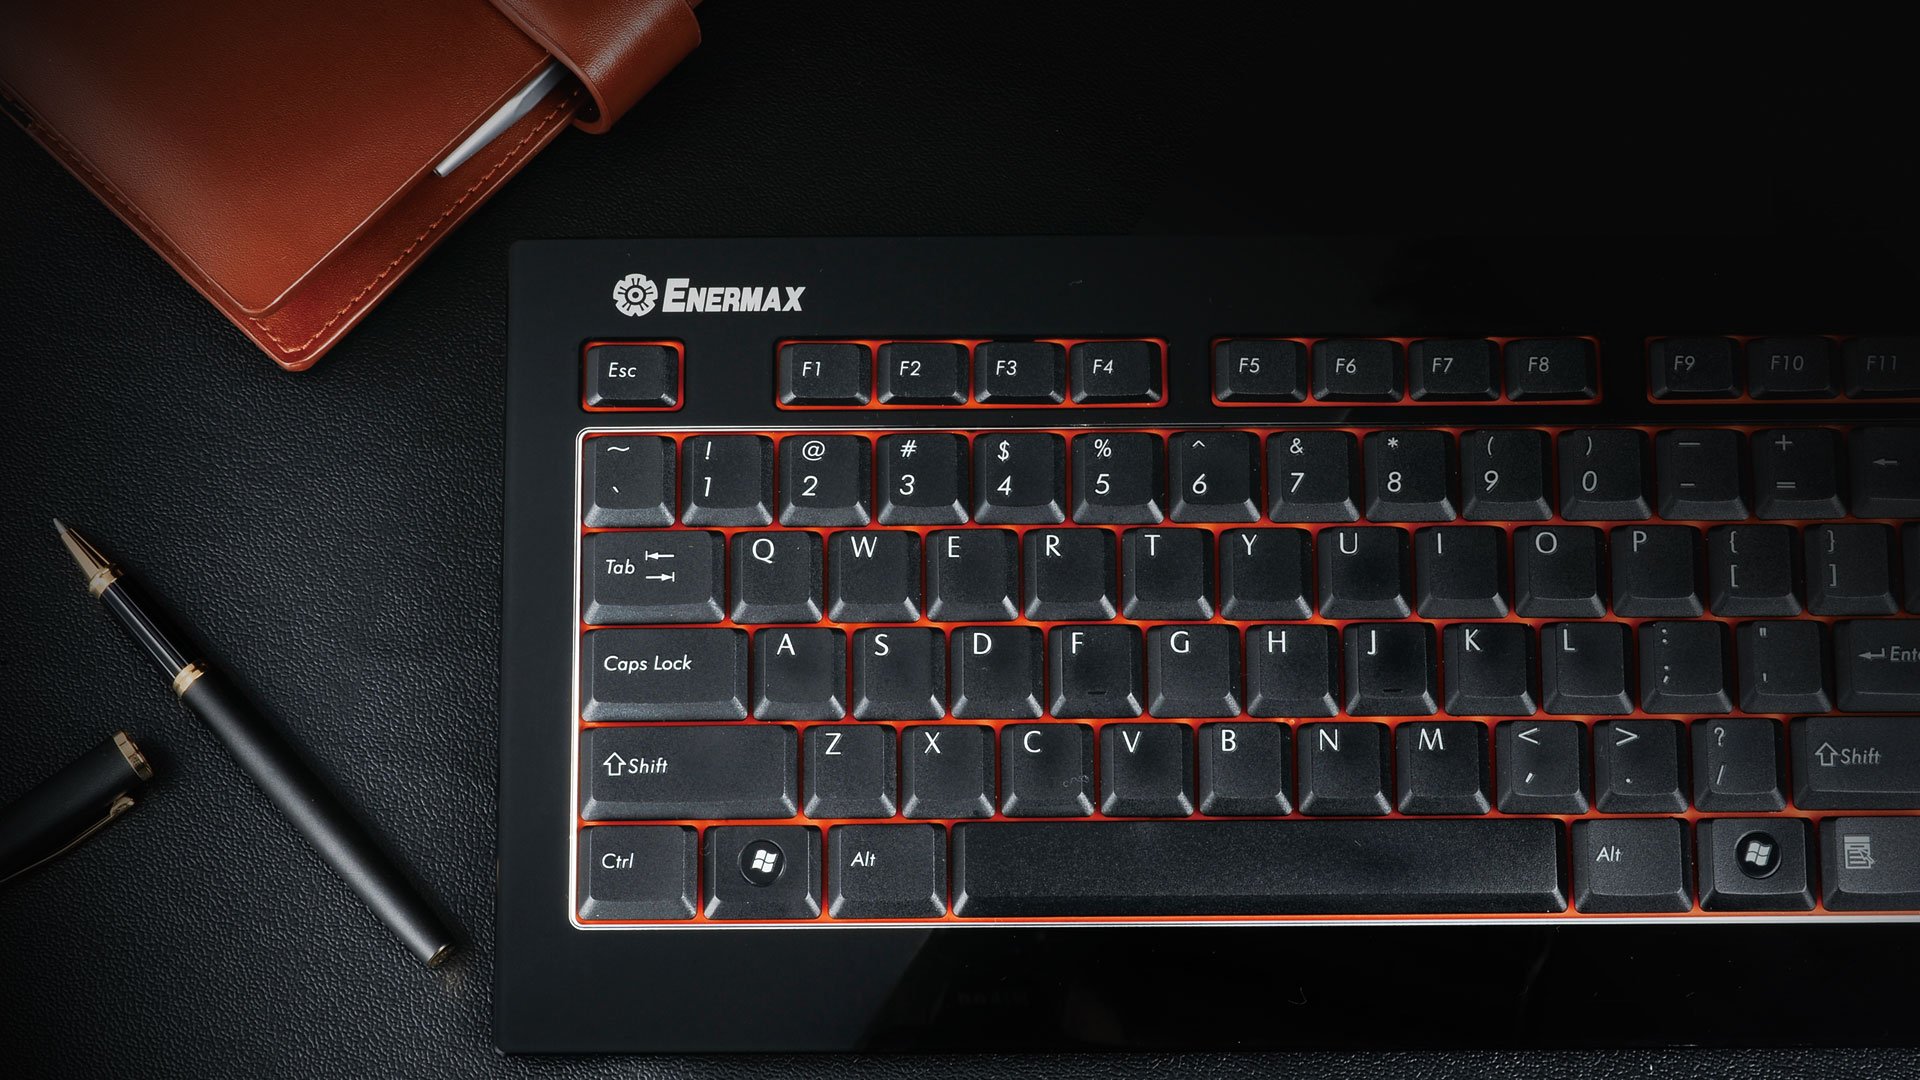 ENERMAX
Esc F1 F2 F3 F4 F5 F6 F7 F8 F9 F10 F11
~ ! @ # $ % ^ & * ( ) — +
` 1 2 3 4 5 6 7 8 9 0 – =
Tab Q W E R T Y U I O P { }
[ ]
Caps Lock A S D F G H J K L : "
; ' Ente
Shift Z X C V B N M < > ?
, . / Shift
Ctrl Alt Alt